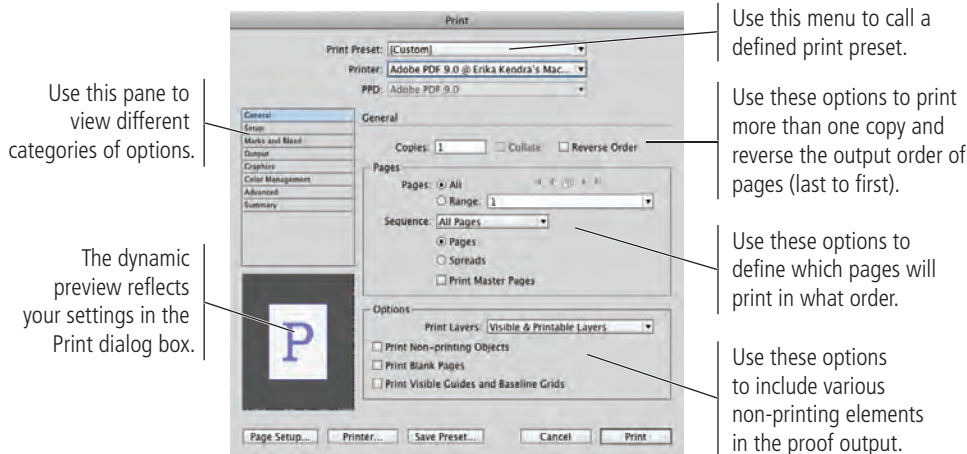 Print
Print Preset: [Custom]
Printer: Adobe PDF 9.0 @ Erika Kendra's Mac...
PPD: Adobe PDF 9.0
General
Setup
Marks and Bleed
Output
Graphics
Color Management
Advanced
Summary
General
Copies: 1 Collate Reverse Order
Pages
Pages: All
Range: 1
Sequence: All Pages
Pages
Spreads
Print Master Pages
Options
Print Layers: Visible & Printable Layers
Print Non-printing Objects
Print Blank Pages
Print Visible Guides and Baseline Grids
P
Page Setup... Printer... Save Preset... Cancel Print
Use this pane to
view different
categories of options.
The dynamic
preview reflects
your settings in the
Print dialog box.
Use this menu to call a
defined print preset.
Use these options to print
more than one copy and
reverse the output order of
pages (last to first).
Use these options to
define which pages will
print in what order.
Use these options
to include various
non-printing elements
in the proof output.